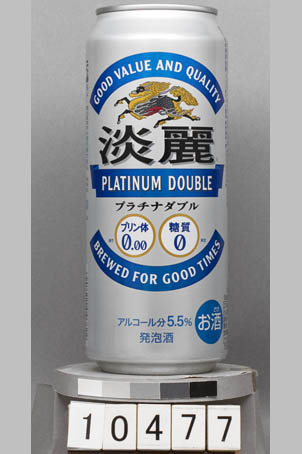 GOOD VALUE AND QUALITY
淡麗
PLATINUM DOUBLE
プラチナダブル
プリン体 0.00
糖質 0
BREWED FOR GOOD TIMES
アルコール分5.5%
発泡酒
お酒
10477